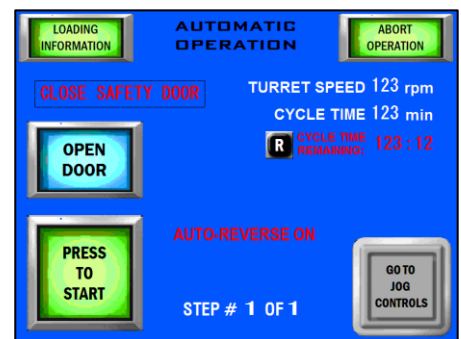 LOADING
INFORMATION
AUTOMATIC
OPERATION
ABORT
OPERATION
CLOSE SAFETY DOOR
TURRET SPEED 123 rpm
CYCLE TIME 123 min
R CYCLE TIME
REMAINING: 123:12
OPEN
DOOR
AUTO-REVERSE ON
PRESS
TO
START
STEP # 1 OF 1
GO TO
JOG
CONTROLS